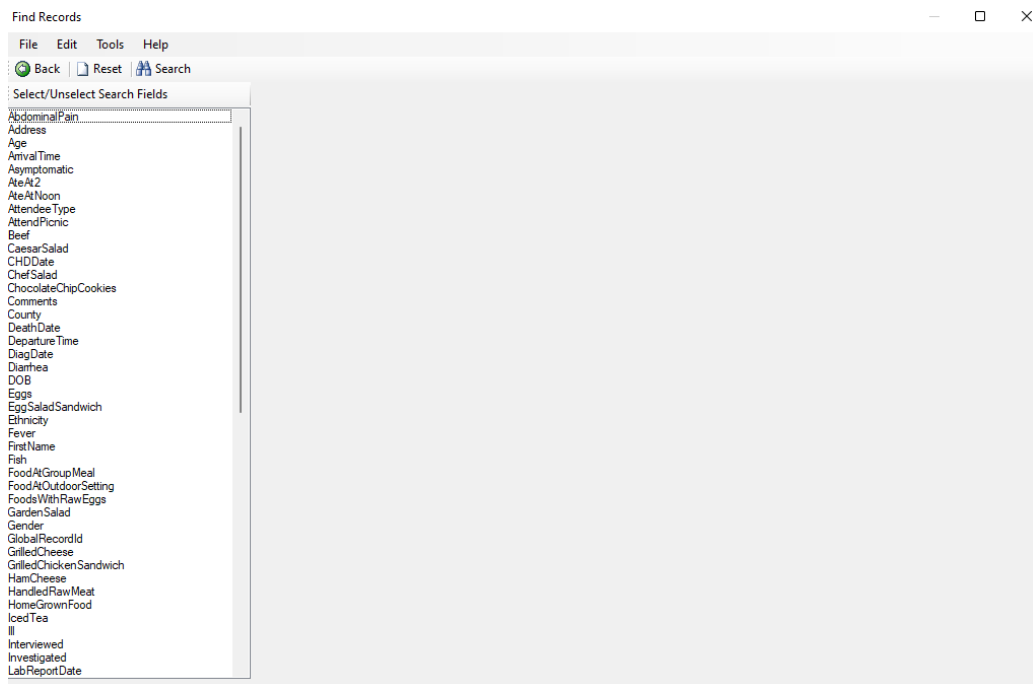 Find Records
File Edit Tools Help
Back Reset Search
Select/Unselect Search Fields
AbdominalPain
Address
Age
ArrivalTime
Asymptomatic
AteAt2
AteAtNoon
AttendeeType
AttendPicnic
Beef
CaesarSalad
CHDDate
ChefSalad
ChocolateChipCookies
Comments
County
DeathDate
DepartureTime
DiagDate
Diarrhea
DOB
Eggs
EggSaladSandwich
Ethnicity
Fever
FirstName
Fish
FoodAtGroupMeal
FoodAtOutdoorSetting
FoodsWithRawEggs
GardenSalad
Gender
GlobalRecordId
GrilledCheese
GrilledChickenSandwich
HamCheese
HandledRawMeat
HomeGrownFood
IcedTea
Ill
Interviewed
Investigated
LabReportDate